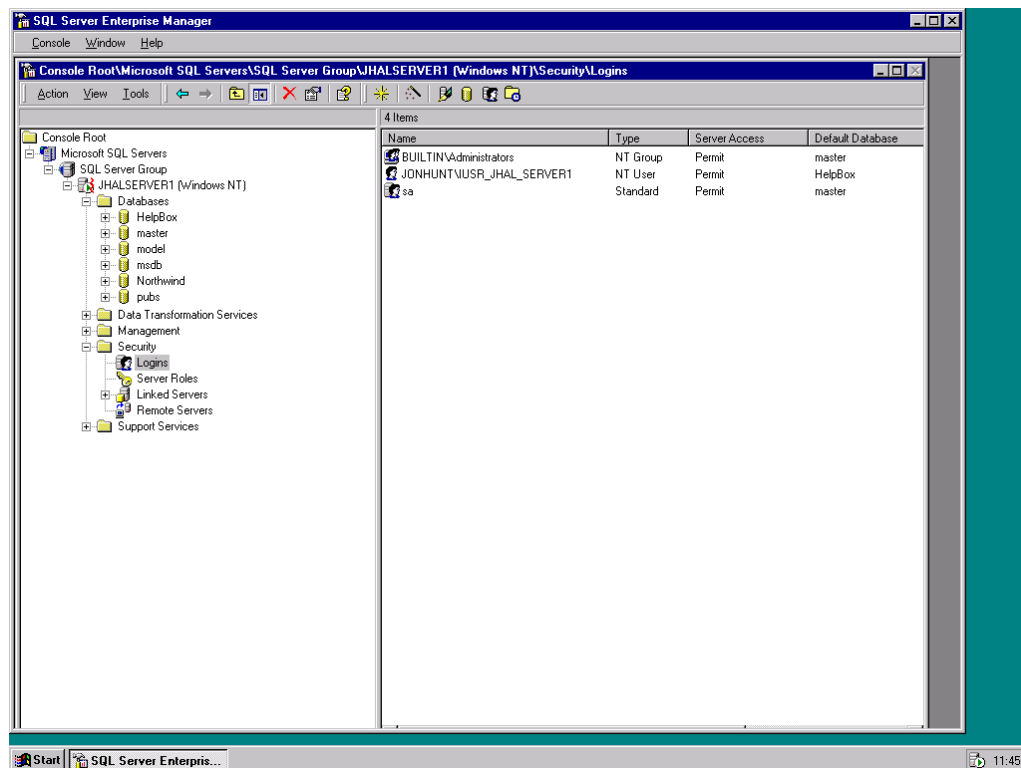 SQL Server Enterprise Manager
Console Window Help
Console Root\Microsoft SQL Servers\SQL Server Group\JHALSERVER1 (Windows NT)\Security\Logins
Action View Tools
4 Items
Console Root
Microsoft SQL Servers
SQL Server Group
JHALSERVER1 (Windows NT)
Databases
HelpBox
master
model
msdb
Northwind
pubs
Data Transformation Services
Management
Security
Logins
Server Roles
Linked Servers
Remote Servers
Support Services
Name Type Server Access Default Database
BUILTIN\Administrators NT Group Permit master
JONHUNT\IUSR_JHAL_SERVER1 NT User Permit HelpBox
sa Standard Permit master
Start SQL Server Enterpris... 11:45